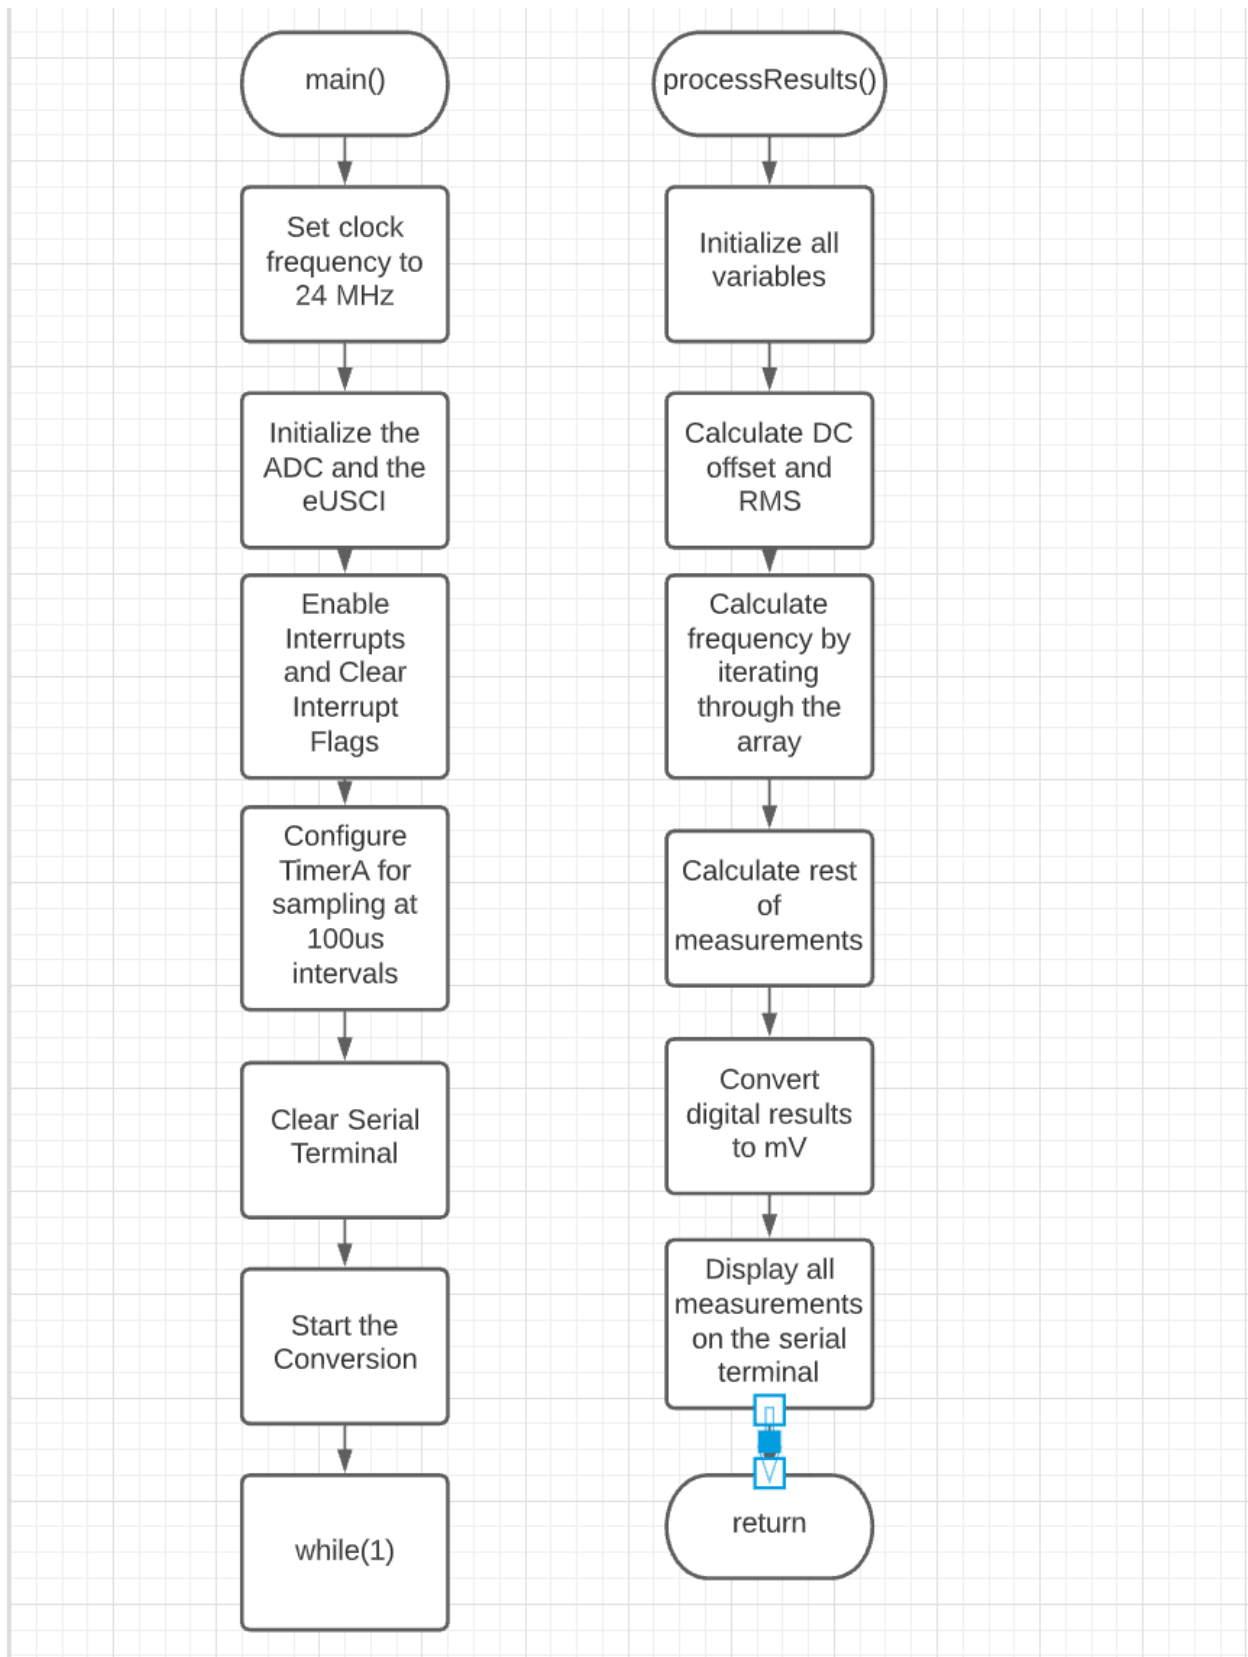 main()
Set clock
frequency to
24 MHz
Initialize the
ADC and the
eUSCI
Enable
Interrupts
and Clear
Interrupt
Flags
Configure
TimerA for
sampling at
100us
intervals
Clear Serial
Terminal
Start the
Conversion
while(1)
processResults()
Initialize all
variables
Calculate DC
offset and
RMS
Calculate
frequency by
iterating
through the
array
Calculate rest
of
measurements
Convert
digital results
to mV
Display all
measurements
on the serial
terminal
return